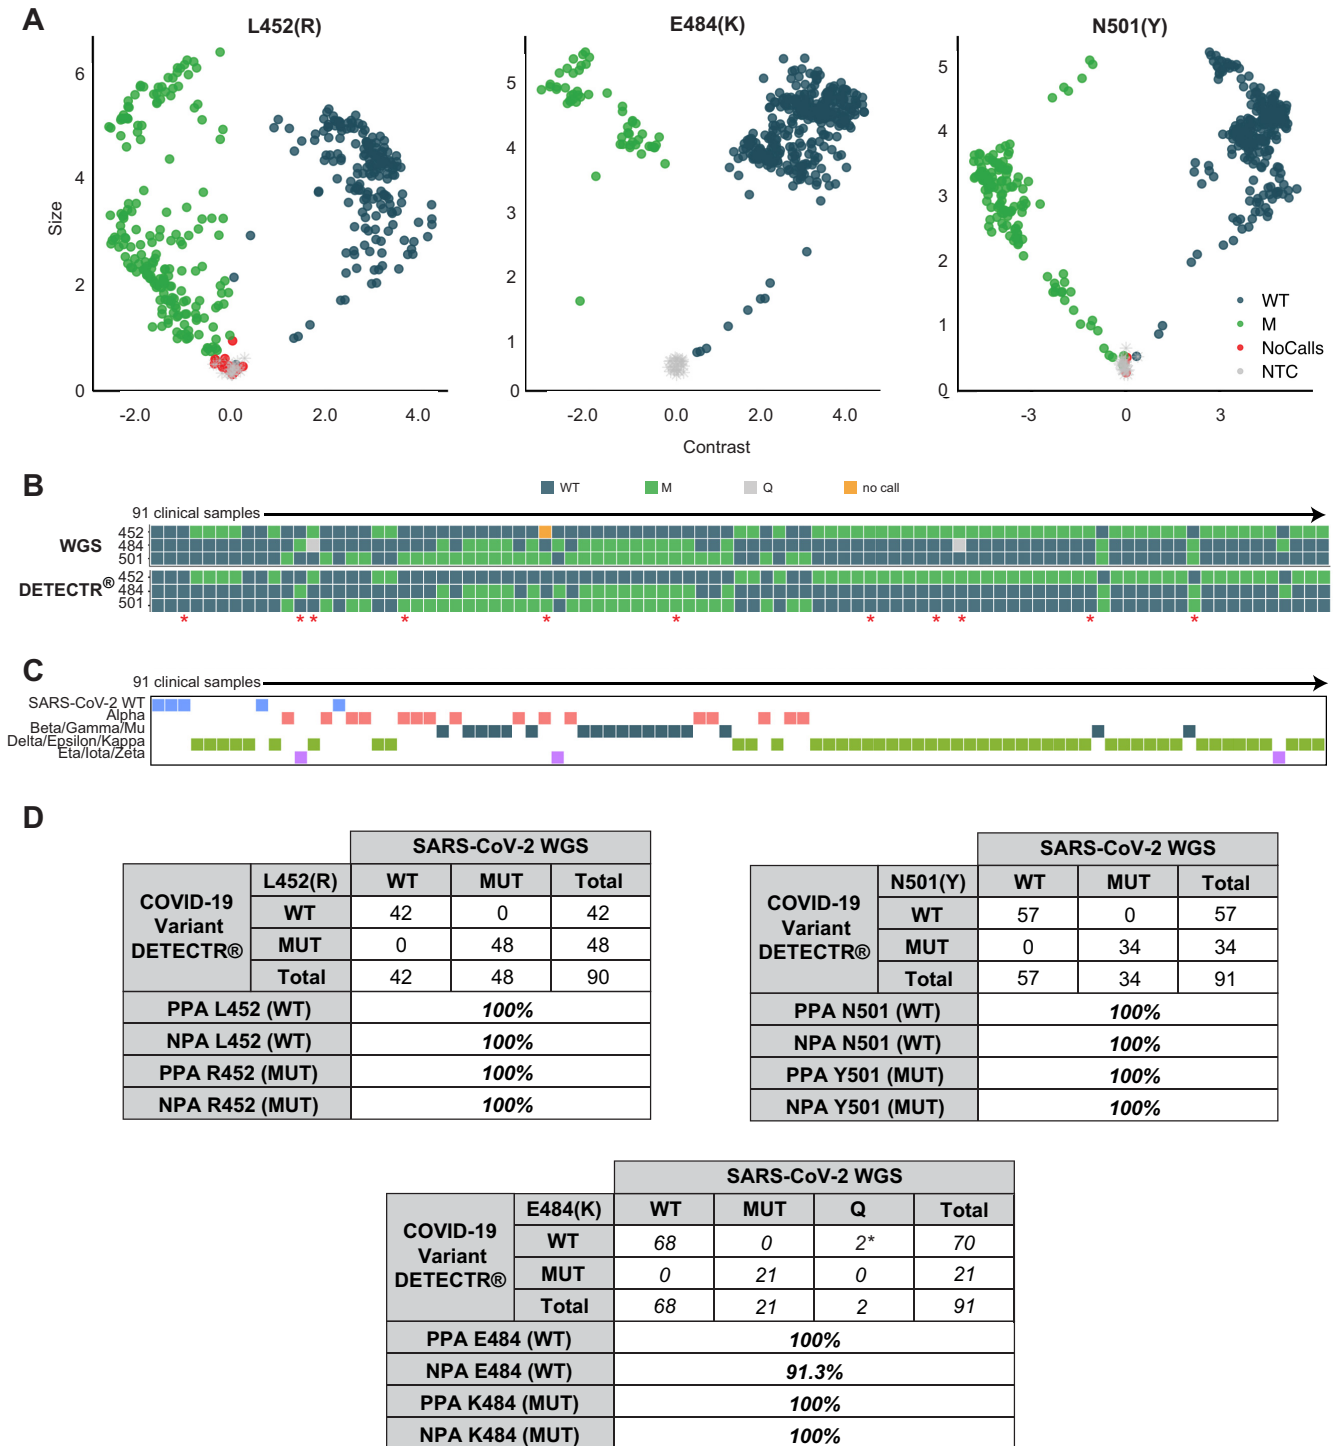 A
L452(R)
E484(K)
N501(Y)
Size
6
4
2
0
-2.0
0.0
2.0
4.0
5
4
3
2
1
0
-2.0
0.0
2.0
4.0
5
4
3
2
1
0
-3
0
3
WT
M
NoCalls
NTC
Contrast
B
WT
M
Q
no call
91 clinical samples
WGS
452
484
501
DETECTR®
452
484
501
* * * * * * * * * * *
C
91 clinical samples
SARS-CoV-2 WT
Alpha
Beta/Gamma/Mu
Delta/Epsilon/Kappa
Eta/Iota/Zeta
D
SARS-CoV-2 WGS
COVID-19 Variant DETECTR®
L452(R) WT MUT Total
WT 42 0 42
MUT 0 48 48
Total 42 48 90
PPA L452 (WT) 100%
NPA L452 (WT) 100%
PPA R452 (MUT) 100%
NPA R452 (MUT) 100%
SARS-CoV-2 WGS
COVID-19 Variant DETECTR®
N501(Y) WT MUT Total
WT 57 0 57
MUT 0 34 34
Total 57 34 91
PPA N501 (WT) 100%
NPA N501 (WT) 100%
PPA Y501 (MUT) 100%
NPA Y501 (MUT) 100%
SARS-CoV-2 WGS
COVID-19 Variant DETECTR®
E484(K) WT MUT Q Total
WT 68 0 2* 70
MUT 0 21 0 21
Total 68 21 2 91
PPA E484 (WT) 100%
NPA E484 (WT) 91.3%
PPA K484 (MUT) 100%
NPA K484 (MUT) 100%